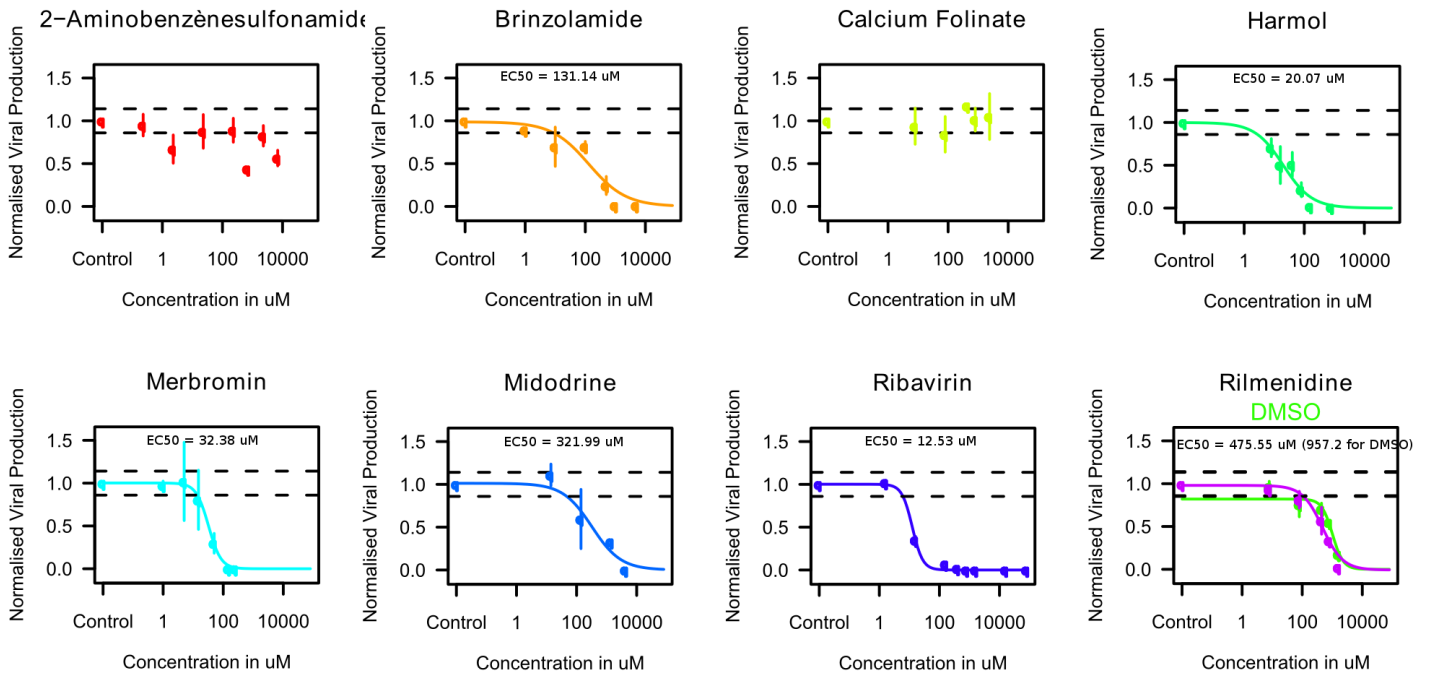 2−Aminobenzènesulfonamide
Normalised Viral Production
1.5
1.0
0.5
0.0
Control 1 100 10000
Concentration in uM
Brinzolamide
EC50 = 131.14 uM
Normalised Viral Production
1.5
1.0
0.5
0.0
Control 1 100 10000
Concentration in uM
Calcium Folinate
Normalised Viral Production
1.5
1.0
0.5
0.0
Control 1 100 10000
Concentration in uM
Harmol
EC50 = 20.07 uM
Normalised Viral Production
1.5
1.0
0.5
0.0
Control 1 100 10000
Concentration in uM
Merbromin
EC50 = 32.38 uM
Normalised Viral Production
1.5
1.0
0.5
0.0
Control 1 100 10000
Concentration in uM
Midodrine
EC50 = 321.99 uM
Normalised Viral Production
1.5
1.0
0.5
0.0
Control 1 100 10000
Concentration in uM
Ribavirin
EC50 = 12.53 uM
Normalised Viral Production
1.5
1.0
0.5
0.0
Control 1 100 10000
Concentration in uM
Rilmenidine
DMSO
EC50 = 475.55 uM (957.2 for DMSO)
Normalised Viral Production
1.5
1.0
0.5
0.0
Control 1 100 10000
Concentration in uM